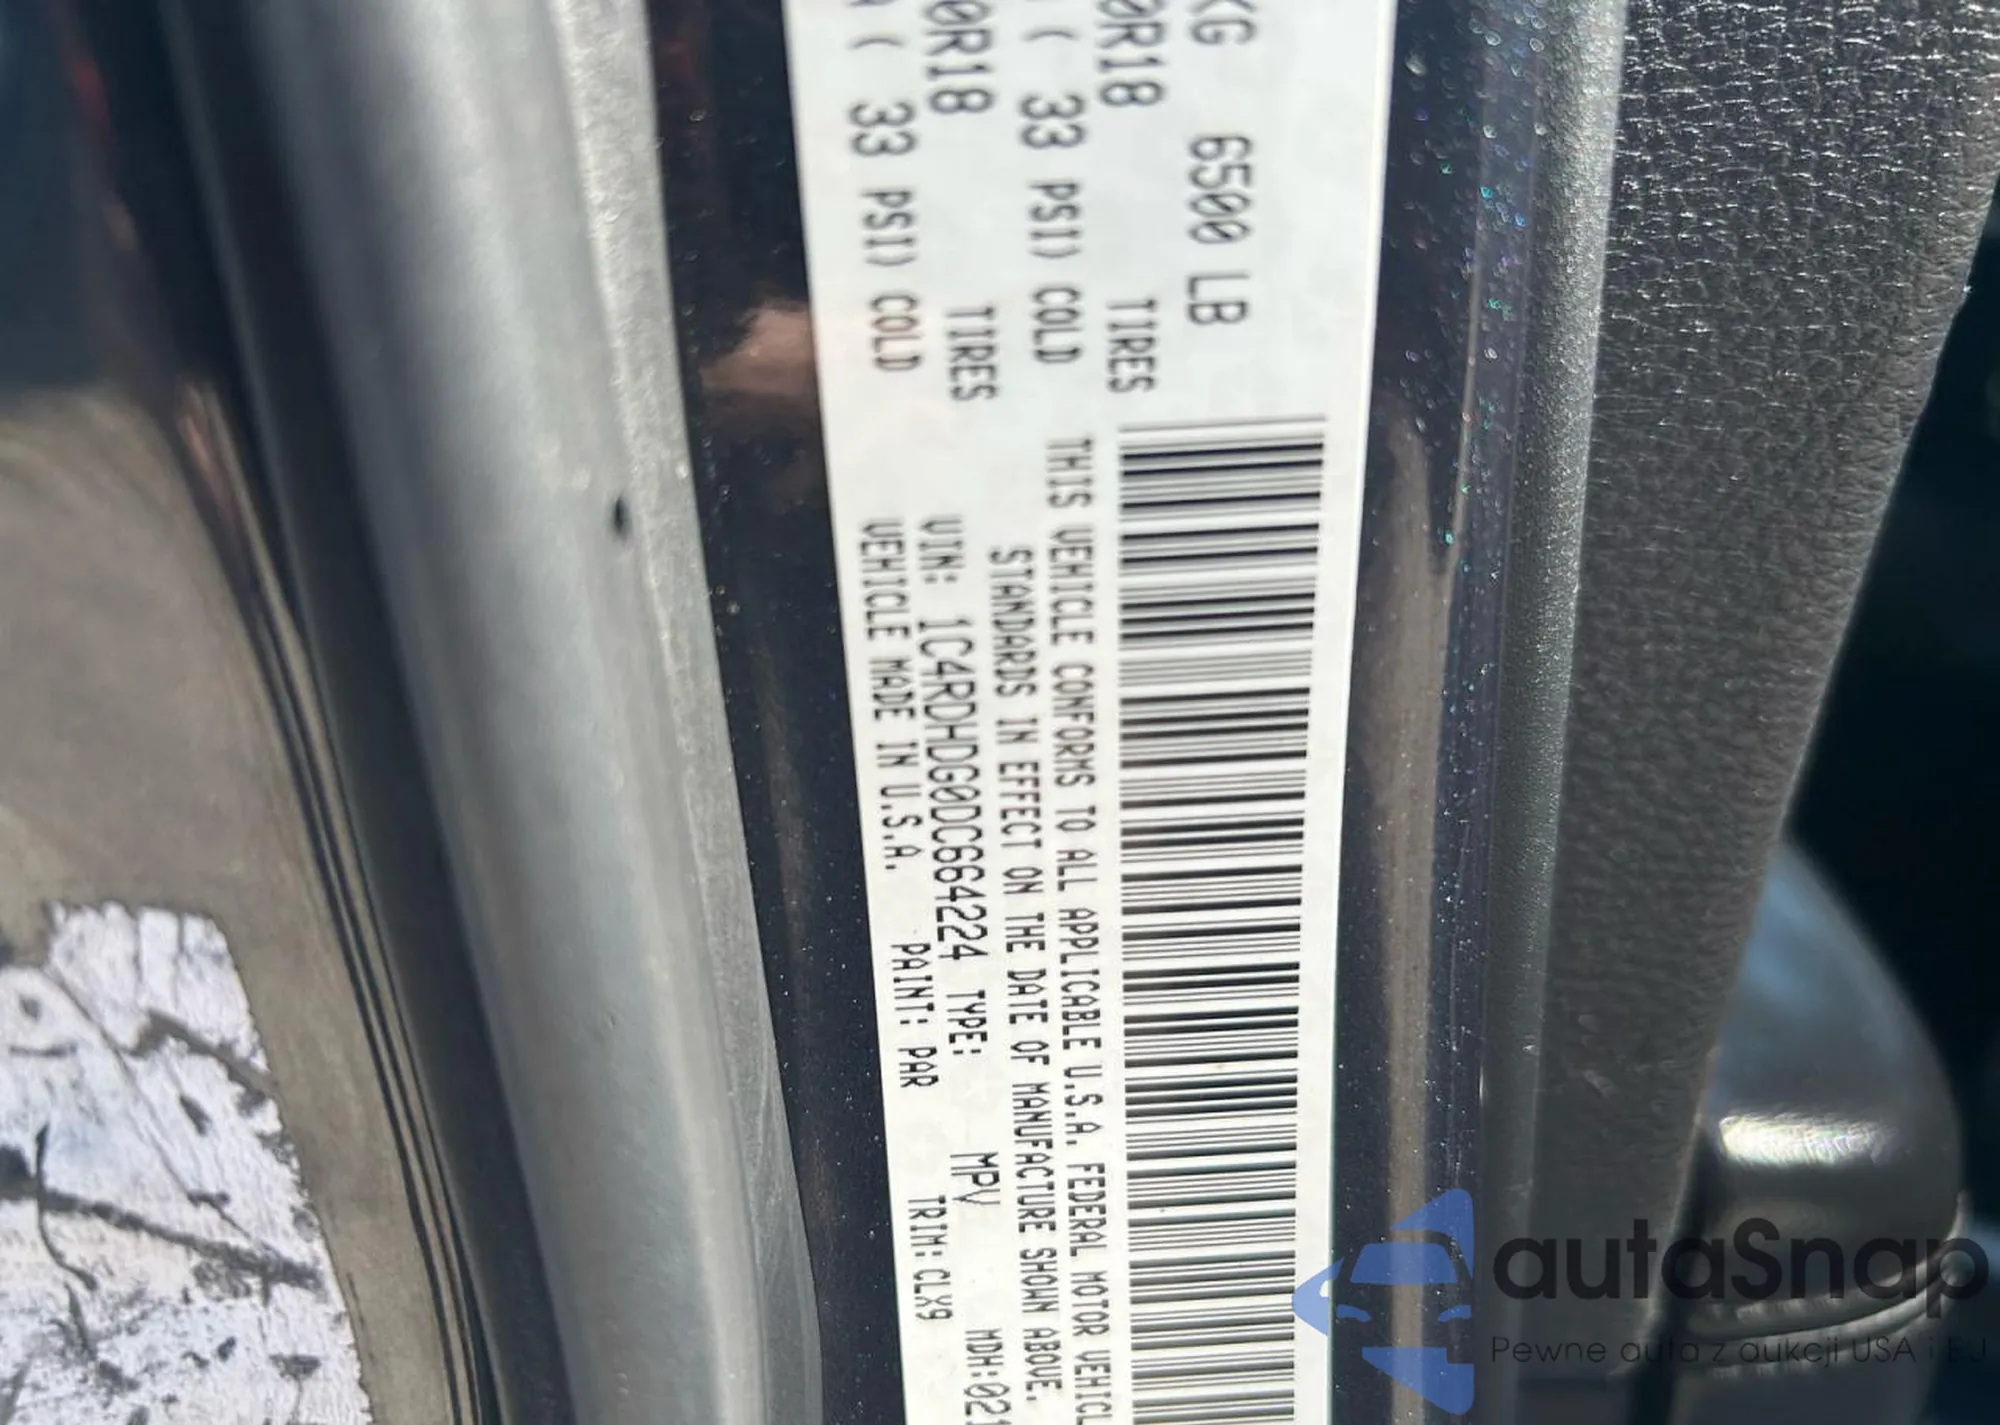 KG 6500 LB
0R18 TIRES
( 33 PSI) COLD
0R18 TIRES
( 33 PSI) COLD
THIS VEHICLE CONFORMS TO ALL APPLICABLE U.S.A. FEDERAL MOTOR VEHICL
STANDARDS IN EFFECT ON THE DATE OF MANUFACTURE SHOWN ABOVE.
VIN: 1C4RDHDG0DC664224 TYPE: MPV MDH:021
VEHICLE MADE IN U.S.A. PAINT: PAR TRIM: CLX9
autaSnap
Pewne auta z aukcji USA i EU